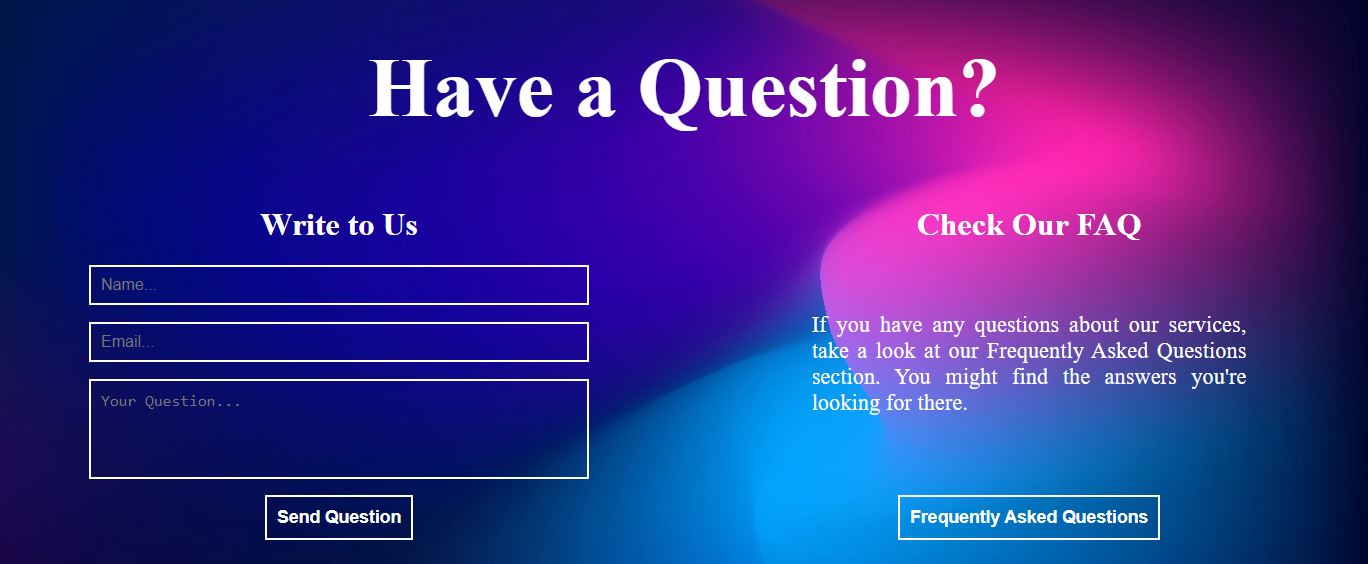 Have a Question?
Write to Us
Name...
Email...
Your Question...
Send Question
Check Our FAQ
If you have any questions about our services,
take a look at our Frequently Asked Questions
section. You might find the answers you're
looking for there.
Frequently Asked Questions